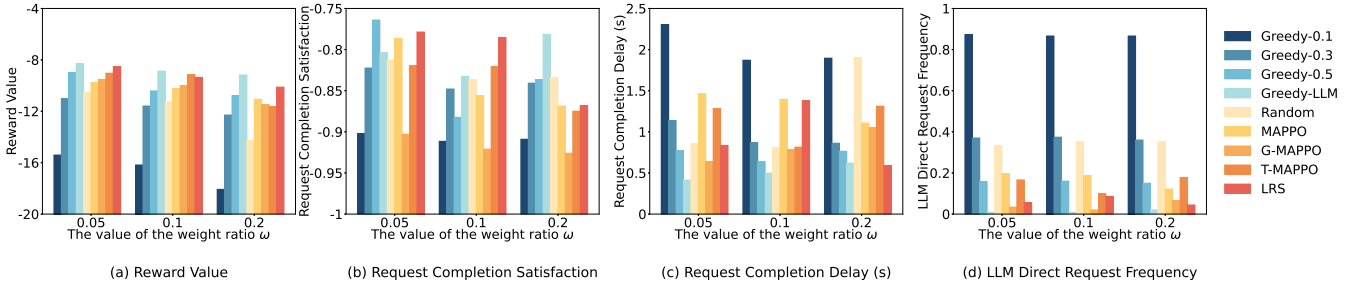 Reward Value
-4
-8
-12
-16
-20
0.05
0.1
0.2
The value of the weight ratio ω
(a) Reward Value
Request Completion Satisfaction
-0.75
-0.8
-0.85
-0.9
-0.95
-1
0.05
0.1
0.2
The value of the weight ratio ω
(b) Request Completion Satisfaction
Request Completion Delay (s)
2.5
2
1.5
1
0.5
0
0.05
0.1
0.2
The value of the weight ratio ω
(c) Request Completion Delay (s)
LLM Direct Request Frequency
1
0.8
0.6
0.4
0.2
0
0.05
0.1
0.2
The value of the weight ratio ω
(d) LLM Direct Request Frequency
Greedy-0.1
Greedy-0.3
Greedy-0.5
Greedy-LLM
Random
MAPPO
G-MAPPO
T-MAPPO
LRS